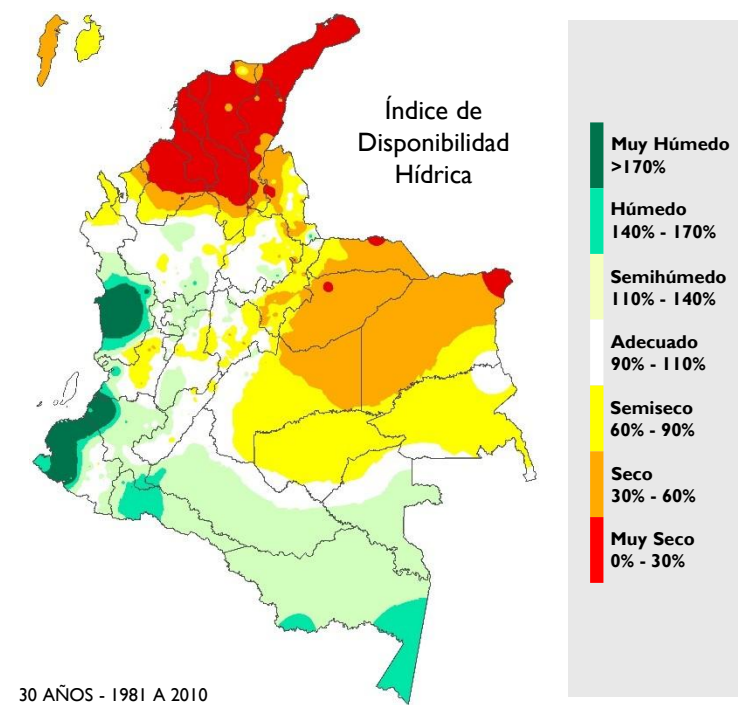 Índice de
Disponibilidad
Hídrica
Muy Húmedo
>170%
Húmedo
140% - 170%
Semihúmedo
110% - 140%
Adecuado
90% - 110%
Semiseco
60% - 90%
Seco
30% - 60%
Muy Seco
0% - 30%
30 AÑOS - 1981 A 2010